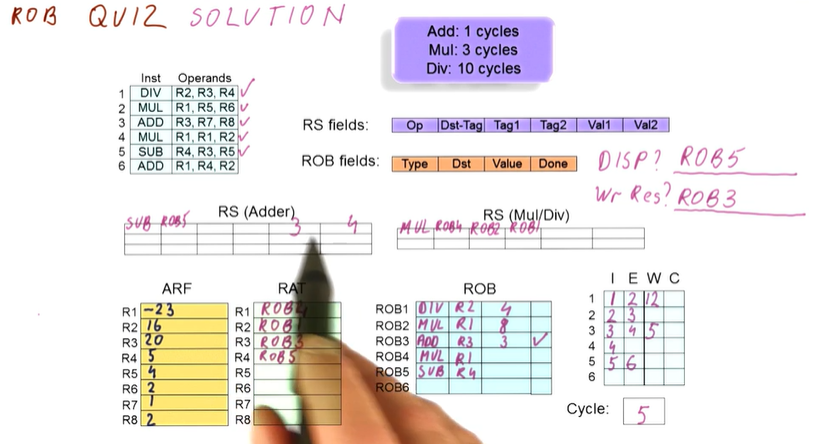 ROB QUIZ SOLUTION
Add: 1 cycles
Mul: 3 cycles
Div: 10 cycles
Inst Operands
1 DIV R2, R3, R4 ✓
2 MUL R1, R5, R6 ✓
3 ADD R3, R7, R8 ✓
4 MUL R1, R1, R2 ✓
5 SUB R4, R3, R5 ✓
6 ADD R1, R4, R2
RS fields: Op Dst-Tag Tag1 Tag2 Val1 Val2
ROB fields: Type Dst Value Done
DISP? ROB5
Wr Res? ROB3
RS (Adder)
SUB ROB5 3 4
RS (Mul/Div)
MUL ROB4 ROB2 ROB1
ARF
R1 -23
R2 16
R3 20
R4 5
R5 4
R6 2
R7 1
R8 2
RAT
R1 ROB4
R2 ROB1
R3 ROB3
R4 ROB5
R5
R6
R7
R8
ROB
ROB1 DIV R2 4
ROB2 MUL R1 8
ROB3 ADD R3 3 ✓
ROB4 MUL R1
ROB5 SUB R4
ROB6
I E W C
1 1 2 12
2 2 3
3 3 4 5
4 4
5 5 6
6
Cycle: 5